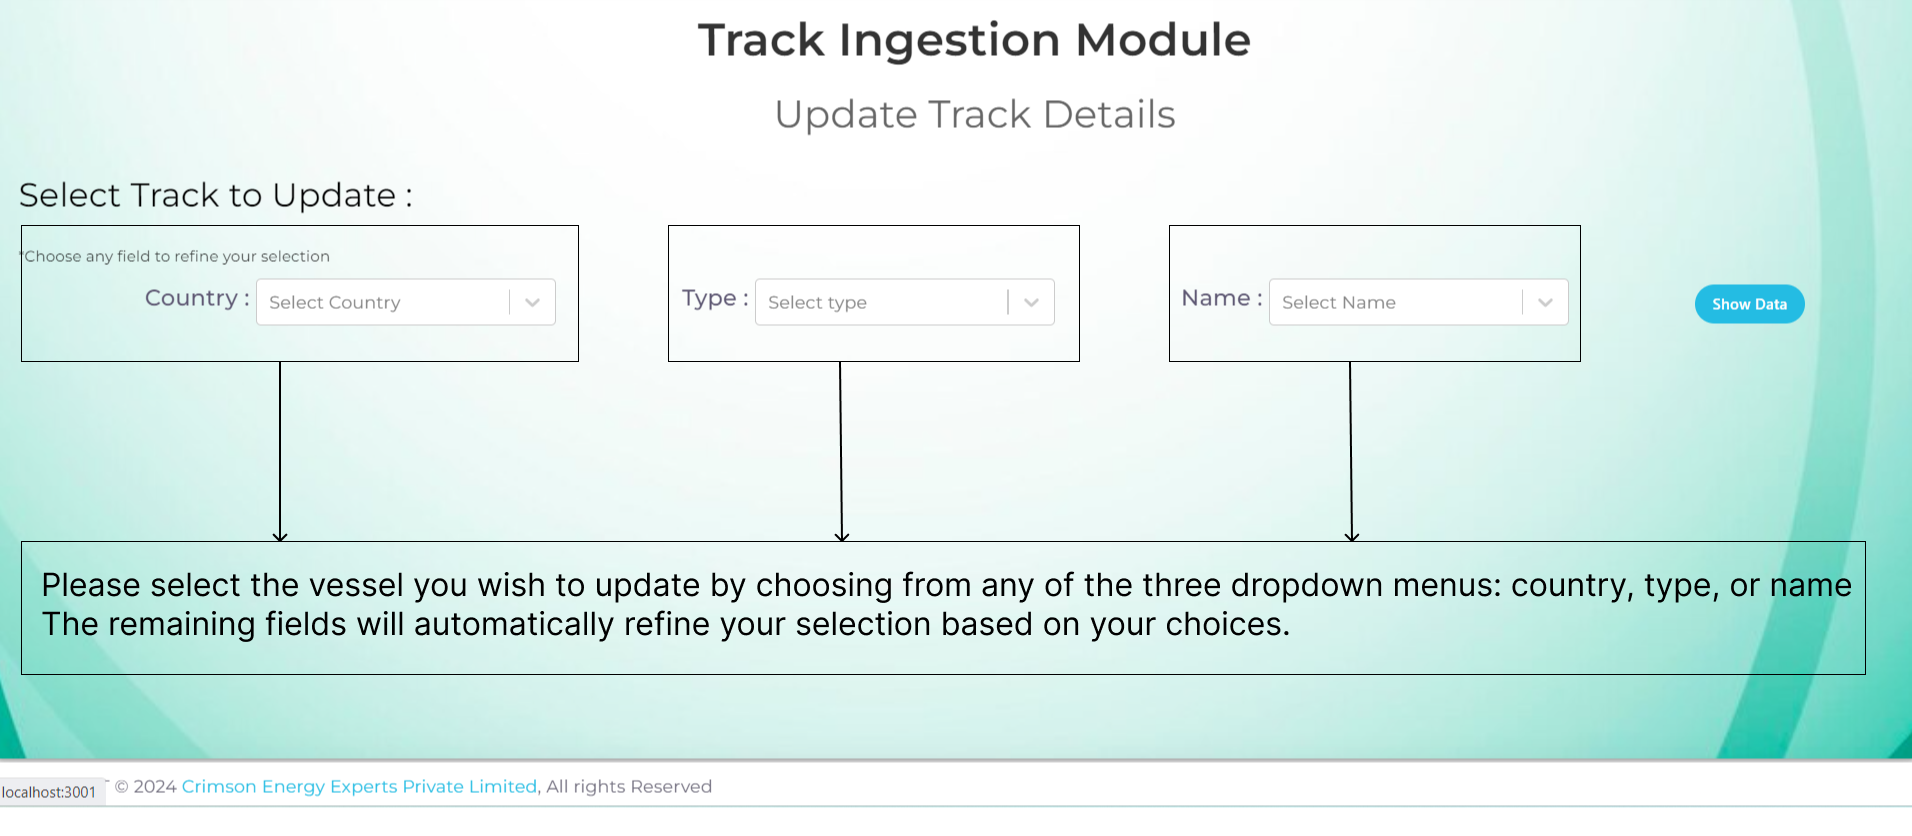 Track Ingestion Module
Update Track Details
Select Track to Update :
*Choose any field to refine your selection
Country : Select Country
Type : Select type
Name : Select Name
Show Data
Please select the vessel you wish to update by choosing from any of the three dropdown menus: country, type, or name
The remaining fields will automatically refine your selection based on your choices.
© 2024 Crimson Energy Experts Private Limited, All rights Reserved
localhost:3001